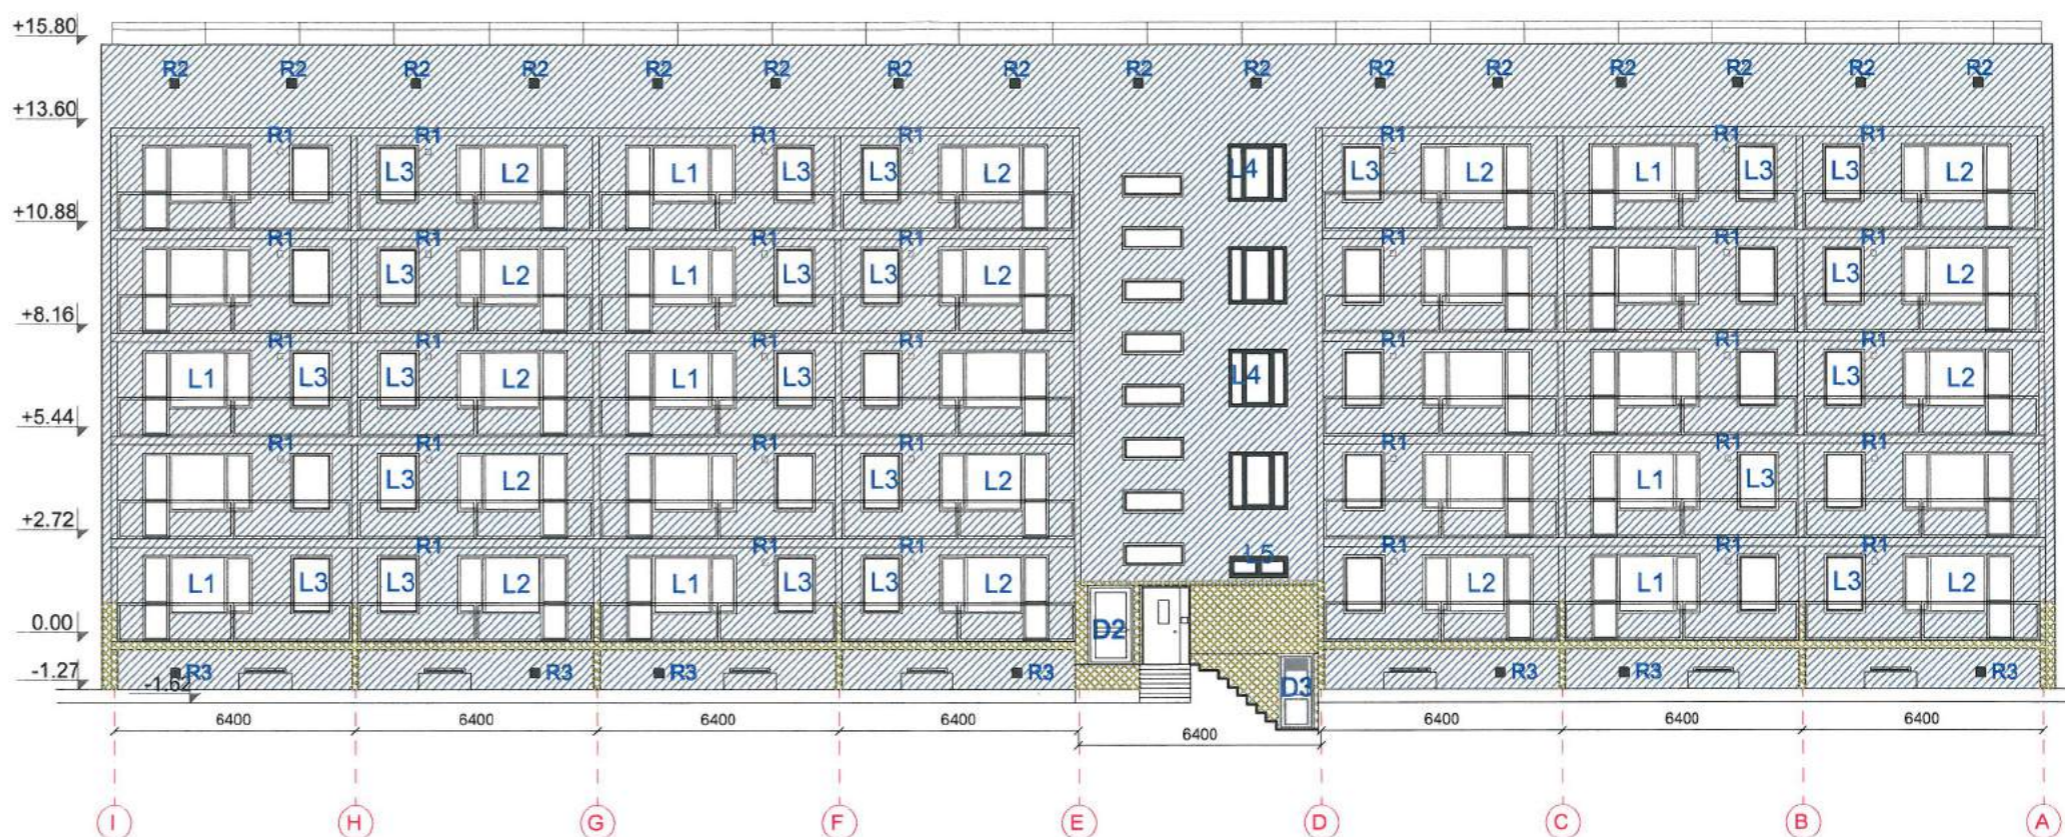 +15.80
R2 R2 R2 R2 R2 R2 R2 R2 R2 R2 R2 R2 R2 R2 R2 R2
+13.60
R1 R1 R1 R1 R1 R1 R1
L3 L2 L1 L3 L3 L2 L4 L3 L2 L1 L3 L3 L2
+10.88
R1 R1 R1 R1 R1 R1 R1
L3 L2 L1 L3 L3 L2 L3 L2
+8.16
R1 R1 R1 R1 R1 R1 R1
L1 L3 L3 L2 L1 L3 L4 L3 L2
+5.44
R1 R1 R1 R1 R1 R1 R1
L3 L2 L3 L2 L1 L3
+2.72
R1 R1 R1 R1 L5 R1 R1 R1
L1 L3 L3 L2 L1 L3 L3 L2 L2 L1 L3 L2
0.00
D2
-1.27
R3 R3 R3 R3 D3 R3 R3 R3
-1.62
6400 6400 6400 6400 6400 6400 6400
6400
I H G F E D C B A